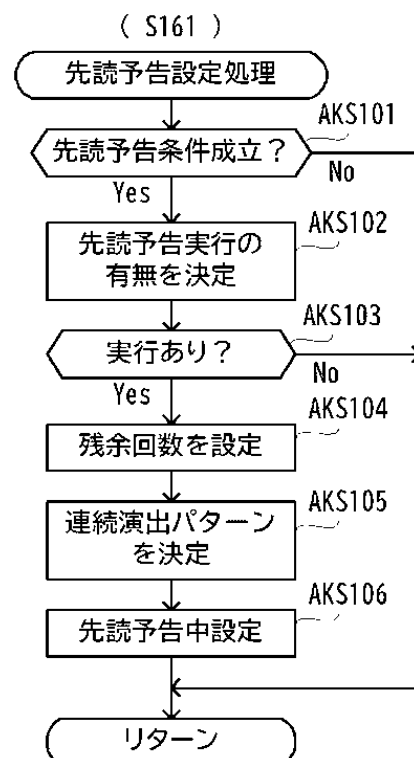 ( S161 )
先読予告設定処理
AKS101
先読予告条件成立？
No
Yes
AKS102
先読予告実行の
有無を決定
AKS103
実行あり？
No
Yes
AKS104
残余回数を設定
AKS105
連続演出パターン
を決定
AKS106
先読予告中設定
リターン